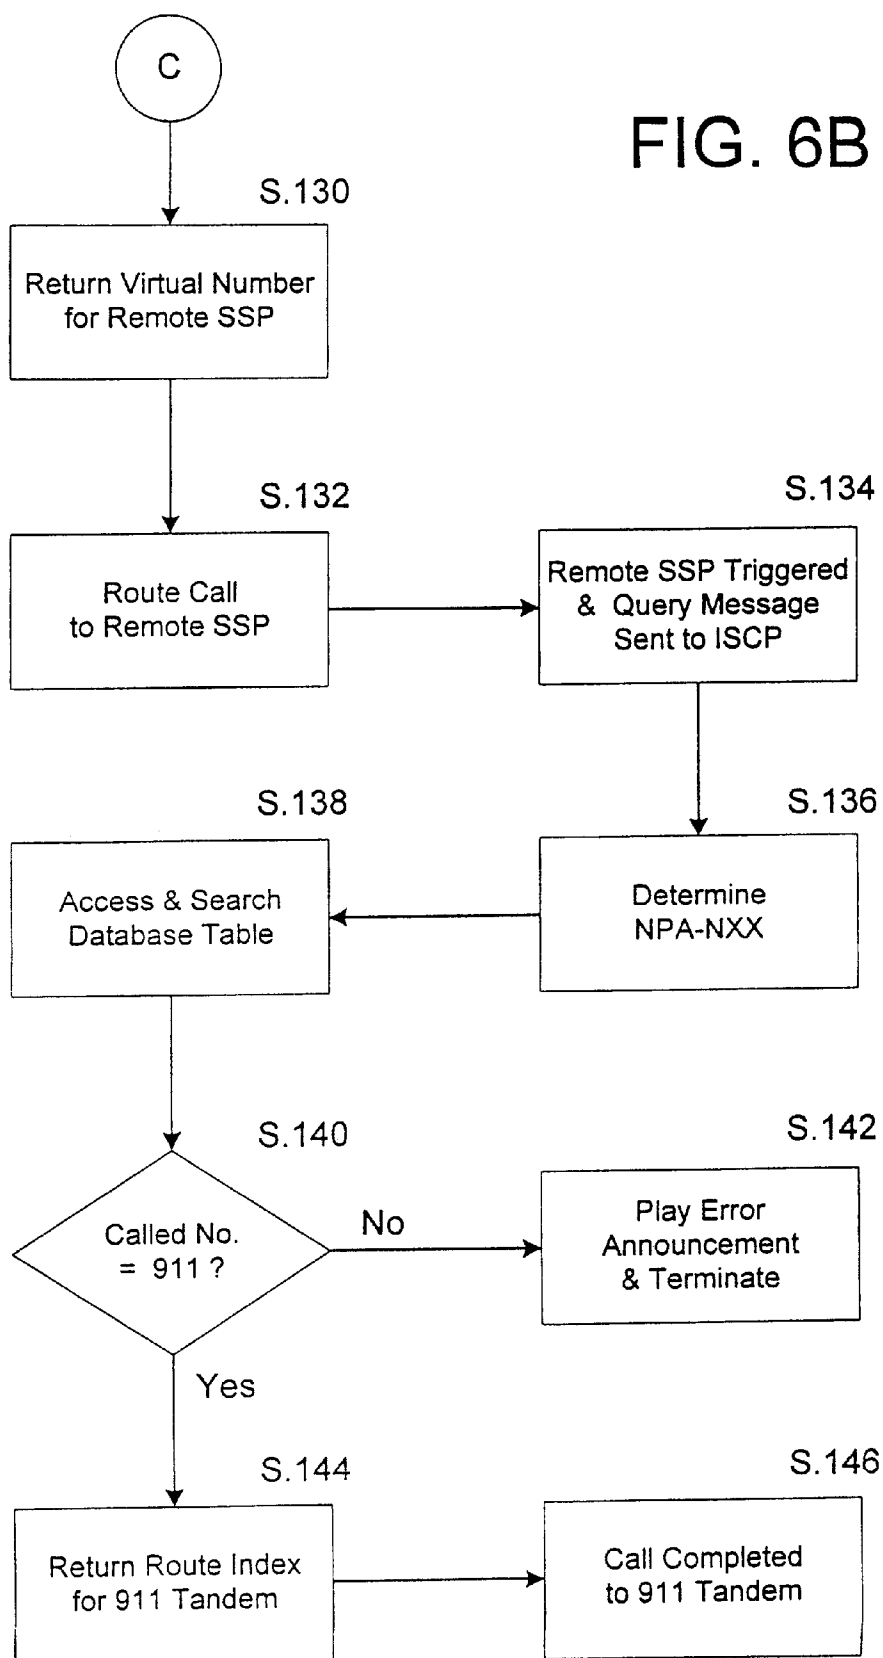 C
FIG. 6B
S.130
Return Virtual Number
for Remote SSP
S.132
Route Call
to Remote SSP
S.134
Remote SSP Triggered
& Query Message
Sent to ISCP
S.136
Determine
NPA-NXX
S.138
Access & Search
Database Table
S.140
Called No.
= 911 ?
No
S.142
Play Error
Announcement
& Terminate
Yes
S.144
Return Route Index
for 911 Tandem
S.146
Call Completed
to 911 Tandem